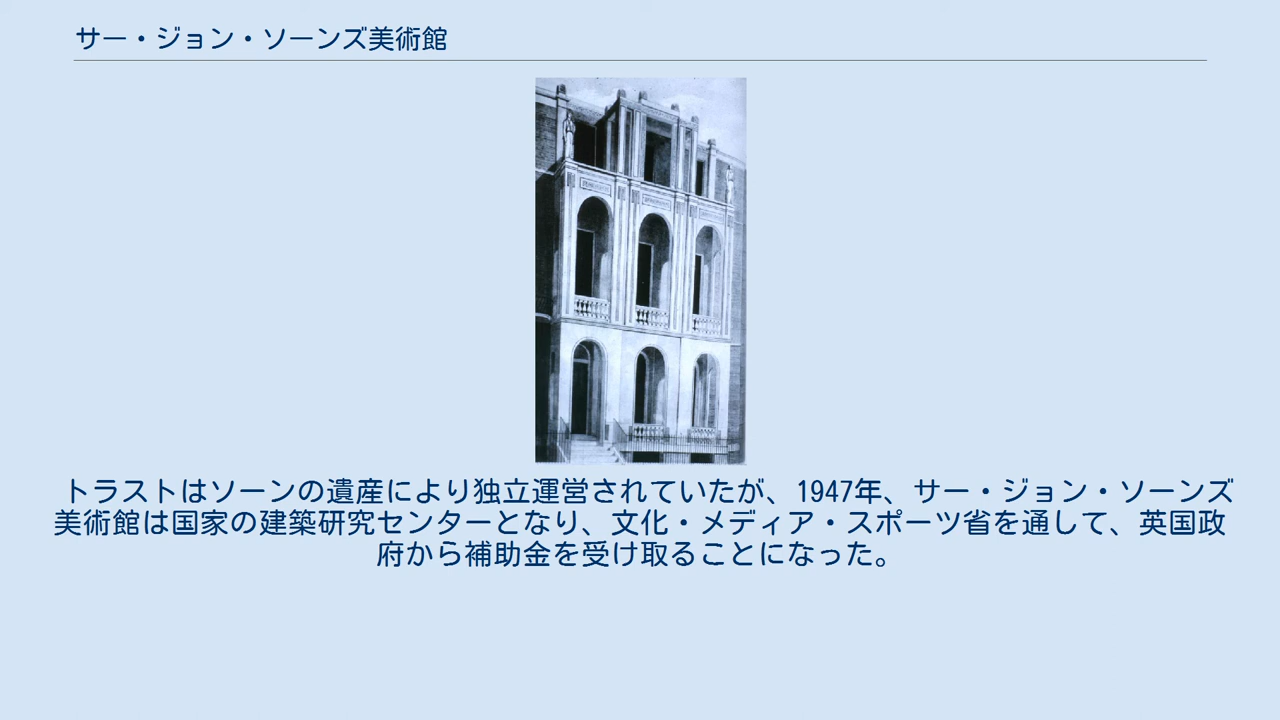 サー・ジョン・ソーンズ美術館
トラストはソーンの遺産により独立運営されていたが、1947年、サー・ジョン・ソーンズ
美術館は国家の建築研究センターとなり、文化・メディア・スポーツ省を通して、英国政
府から補助金を受け取ることになった。